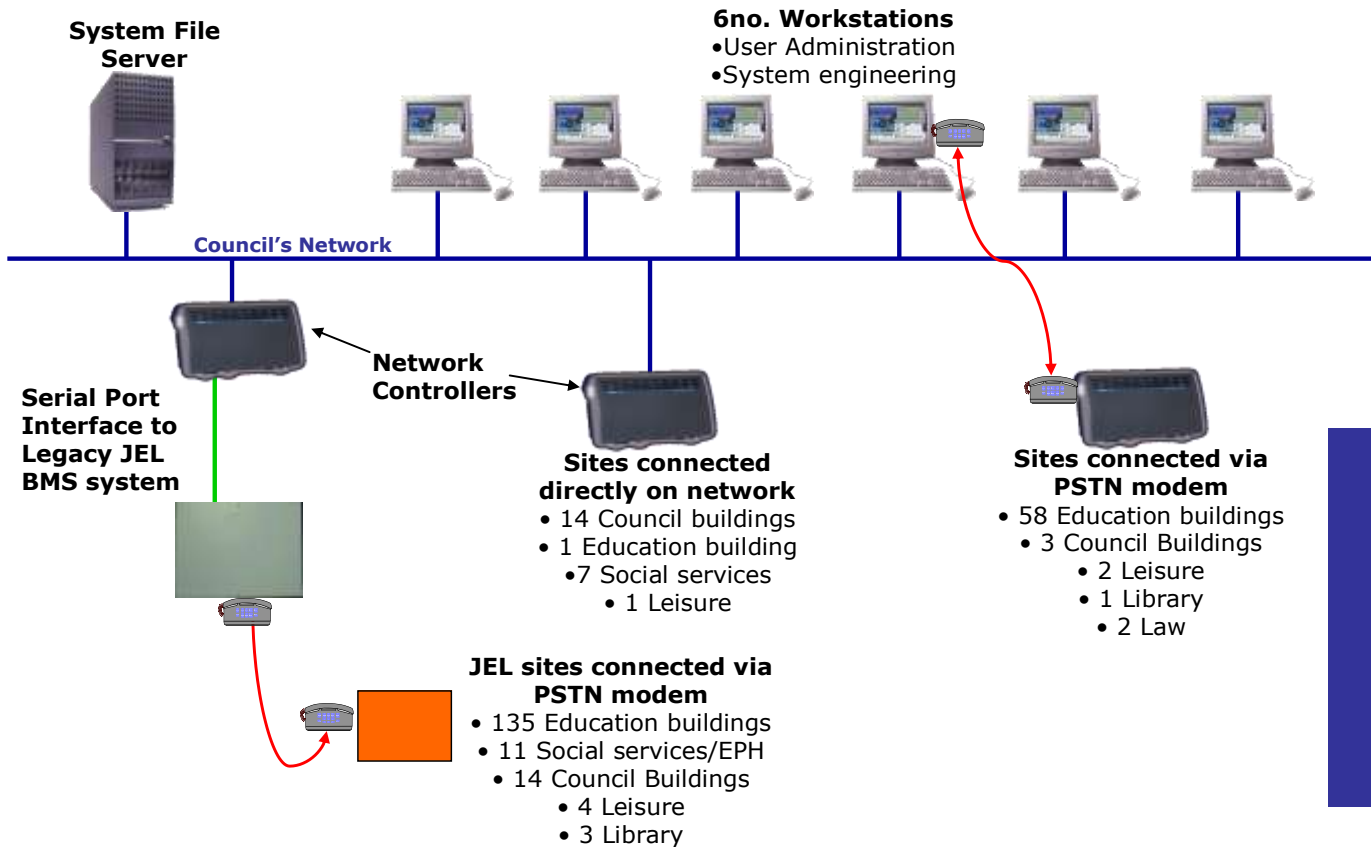 System File
Server
6no. Workstations
•User Administration
•System engineering
Council's Network
Network
Controllers
Serial Port
Interface to
Legacy JEL
BMS system
Sites connected
directly on network
• 14 Council buildings
• 1 Education building
•7 Social services
• 1 Leisure
Sites connected via
PSTN modem
• 58 Education buildings
• 3 Council Buildings
• 2 Leisure
• 1 Library
• 2 Law
JEL sites connected via
PSTN modem
• 135 Education buildings
• 11 Social services/EPH
• 14 Council Buildings
• 4 Leisure
• 3 Library